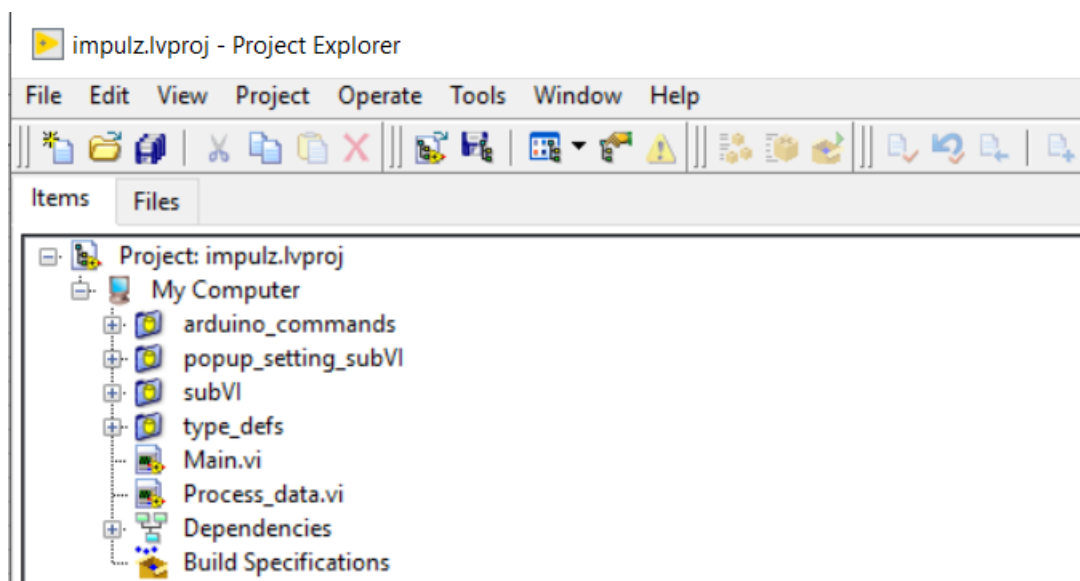 impulz.lvproj - Project Explorer
File Edit View Project Operate Tools Window Help
Items Files
Project: impulz.lvproj
My Computer
arduino_commands
popup_setting_subVI
subVI
type_defs
Main.vi
Process_data.vi
Dependencies
Build Specifications